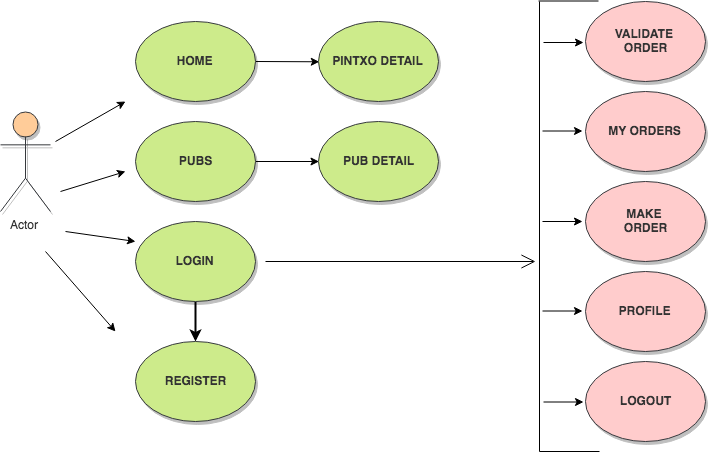 HOME
PINTXO DETAIL
PUBS
PUB DETAIL
Actor
LOGIN
REGISTER
VALIDATE
ORDER
MY ORDERS
MAKE
ORDER
PROFILE
LOGOUT